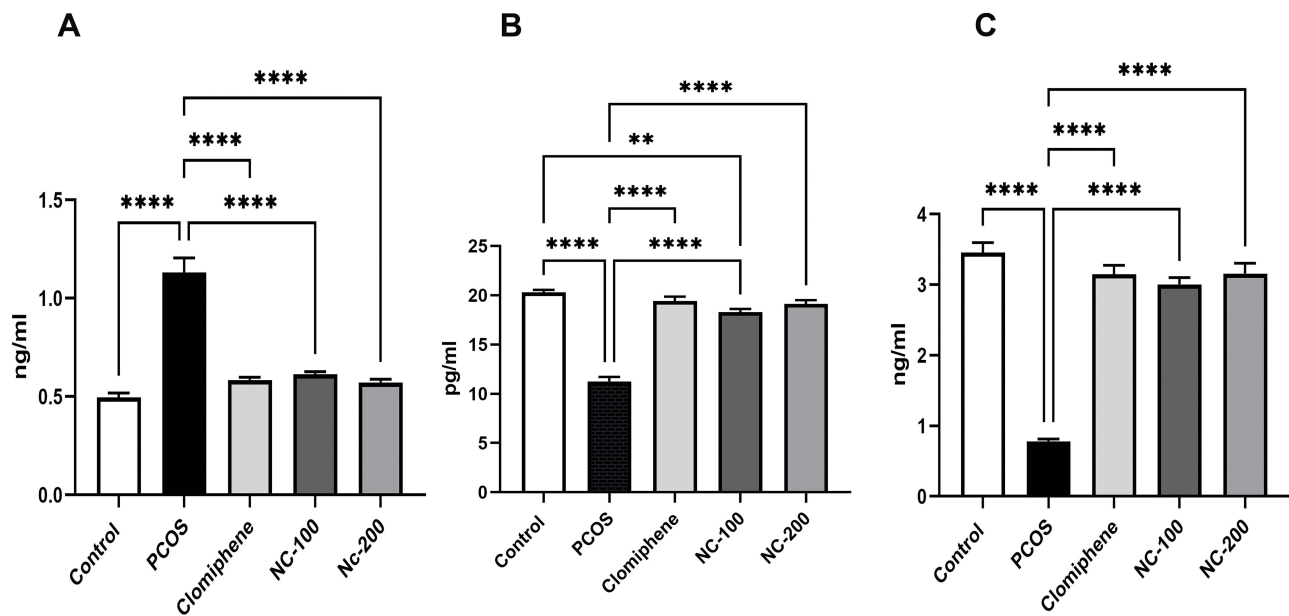 A
****
****
**** ****
1.5
1.0
0.5
0.0
ng/ml
Control
PCOS
Clomiphene
NC-100
Nc-200
B
****
**
****
**** ****
25
20
15
10
5
0
pg/ml
Control
PCOS
Clomiphene
NC-100
NC-200
C
****
****
**** ****
4
3
2
1
0
ng/ml
Control
PCOS
Clomiphene
NC-100
NC-200